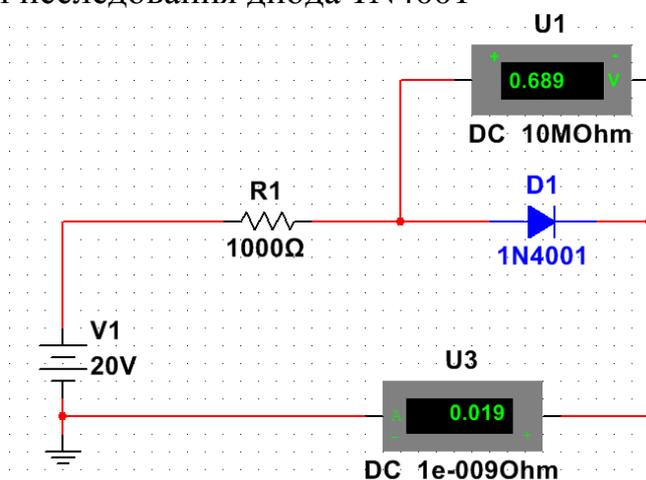 исследования диода 1N4001
U1
+ -
0.689 V
DC 10MOhm
R1
1000Ω
D1
1N4001
V1
20V
U3
A 0.019
- +
DC 1e-009Ohm